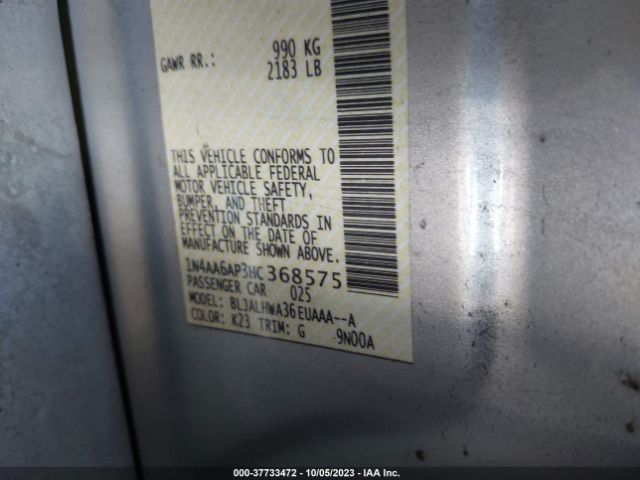 GAWR RR.: 990 KG
2183 LB
THIS VEHICLE CONFORMS TO
ALL APPLICABLE FEDERAL
MOTOR VEHICLE SAFETY,
BUMPER, AND THEFT
PREVENTION STANDARDS IN
EFFECT ON THE DATE OF
MANUFACTURE SHOWN ABOVE.
1N4AA6AP3HC368575
PASSENGER CAR 025
MODEL: BL3ALHWA36EUAAA--A
COLOR: K23 TRIM: G 9N00A
000-37733472 - 10/05/2023 - IAA Inc.